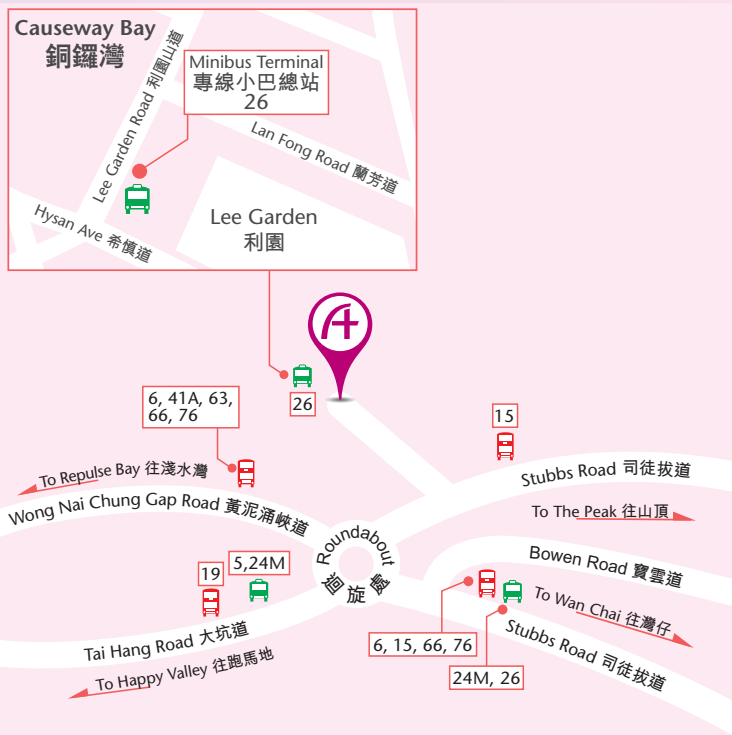 Causeway Bay
銅鑼灣
Lee Garden Road 利園山道
Minibus Terminal
專線小巴總站
26
Lan Fong Road 蘭芳道
Hysan Ave 希慎道
Lee Garden
利園
26
6, 41A, 63,
66, 76
15
To Repulse Bay 往淺水灣
Wong Nai Chung Gap Road 黃泥涌峽道
Stubbs Road 司徒拔道
To The Peak 往山頂
Roundabout
迴旋處
Bowen Road 寶雲道
19
5,24M
To Wan Chai 往灣仔
Tai Hang Road 大坑道
To Happy Valley 往跑馬地
6, 15, 66, 76
24M, 26
Stubbs Road 司徒拔道